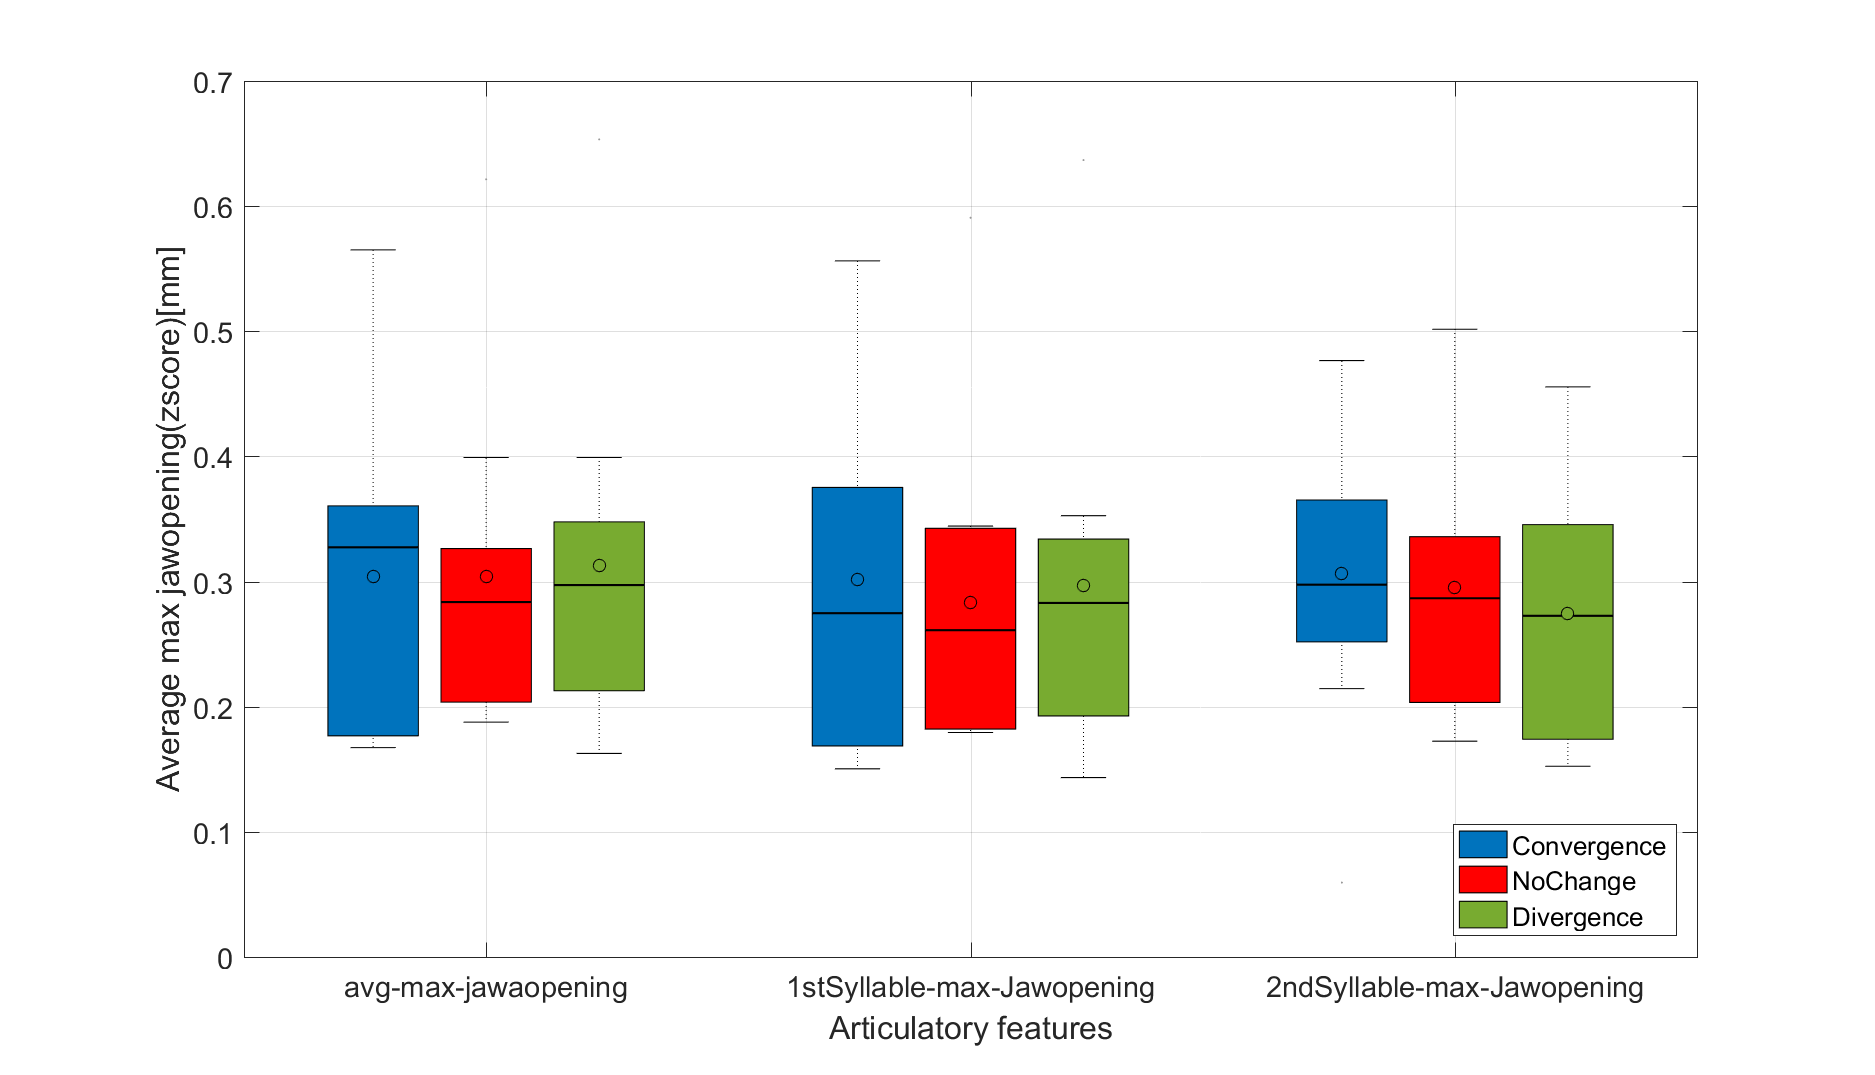 Average max jawopening(zscore)[mm]
0.7
0.6
0.5
0.4
0.3
0.2
0.1
0
avg-max-jawaopening
1stSyllable-max-Jawopening
2ndSyllable-max-Jawopening
Articulatory features
Convergence
NoChange
Divergence